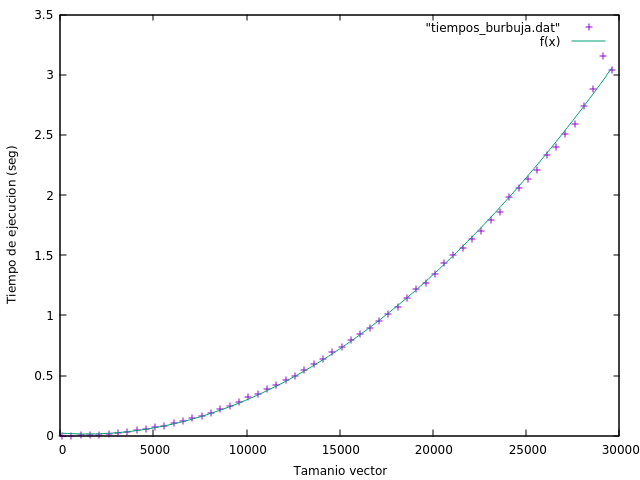 3.5
"tiempos_burbuja.dat"
f(x)
3
2.5
2
1.5
1
0.5
0
Tiempo de ejecucion (seg)
0 5000 10000 15000 20000 25000 30000
Tamanio vector